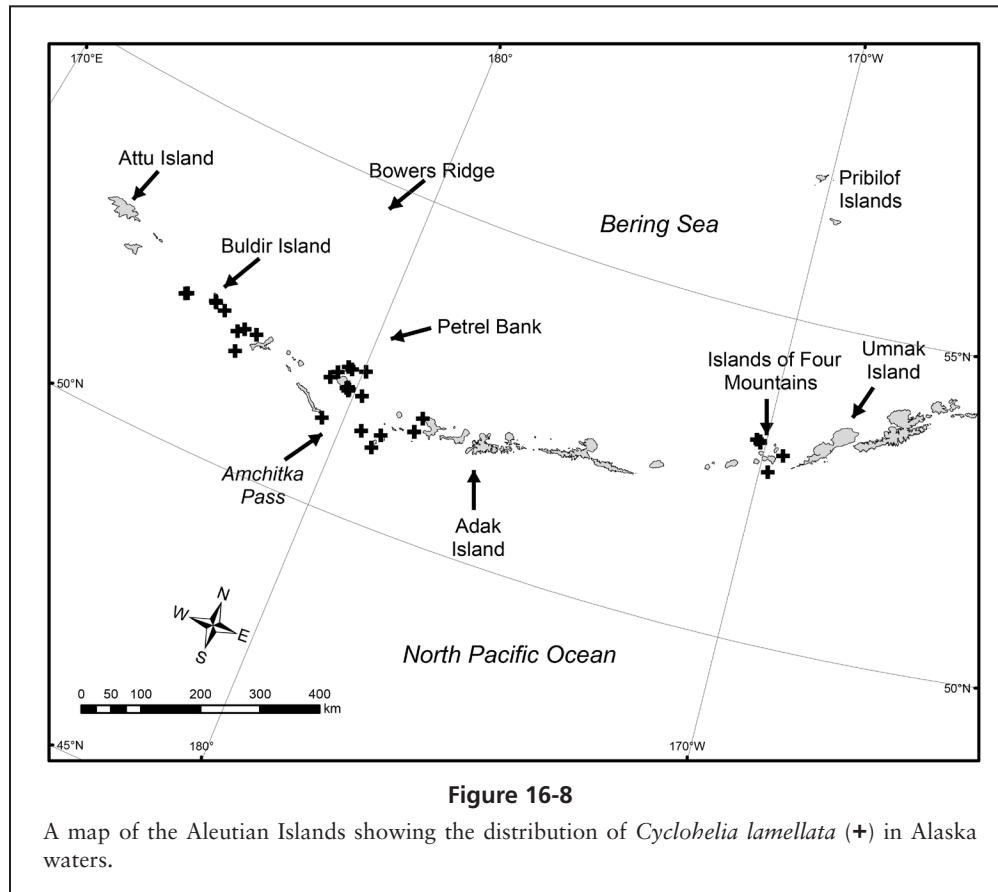 170°E
180°
170°W
Attu Island
Bowers Ridge
Pribilof
Islands
Bering Sea
Buldir Island
Petrel Bank
Islands of Four
Mountains
Umnak
Island
55°N
50°N
Amchitka
Pass
Adak
Island
N
W
E
S
North Pacific Ocean
0 50 100 200 300 400
km
50°N
45°N
180°
170°W
Figure 16-8
A map of the Aleutian Islands showing the distribution of Cyclohelia lamellata (+) in Alaska
waters.